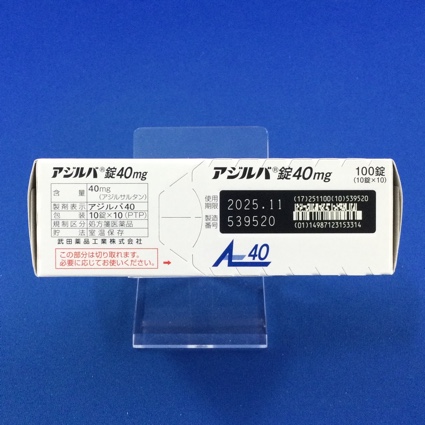 アジルバ®錠40mg
含量 40mg
(アジルサルタン)
製剤表示 アジルバ40
包装 10錠×10(PTP)
規制区分 処方箋医薬品
貯法 室温保存
武田薬品工業株式会社
この部分は切り取れます。
必要に応じてお使いください。
アジルバ®錠40mg
100錠
(10錠×10)
使用期限 2025.11
製造番号 539520
(17)251100(10)539520
(01)14987123153314
40